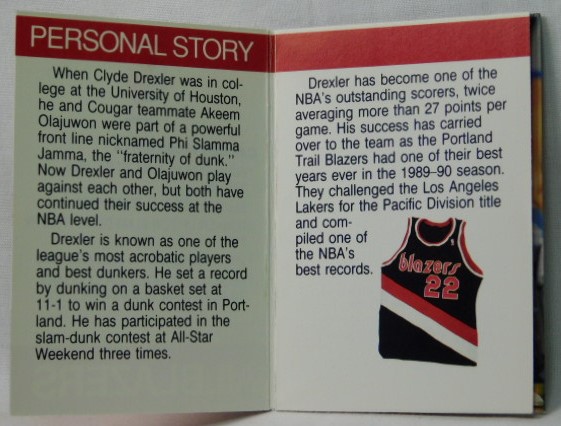 PERSONAL STORY
When Clyde Drexler was in col-
lege at the University of Houston,
he and Cougar teammate Akeem
Olajuwon were part of a powerful
front line nicknamed Phi Slamma
Jamma, the "fraternity of dunk."
Now Drexler and Olajuwon play
against each other, but both have
continued their success at the
NBA level.
Drexler is known as one of the
league's most acrobatic players
and best dunkers. He set a record
by dunking on a basket set at
11-1 to win a dunk contest in Port-
land. He has participated in the
slam-dunk contest at All-Star
Weekend three times.
Drexler has become one of the
NBA's outstanding scorers, twice
averaging more than 27 points per
game. His success has carried
over to the team as the Portland
Trail Blazers had one of their best
years ever in the 1989-90 season.
They challenged the Los Angeles
Lakers for the Pacific Division title
and com-
piled one of
the NBA's
best records.
blazers
22